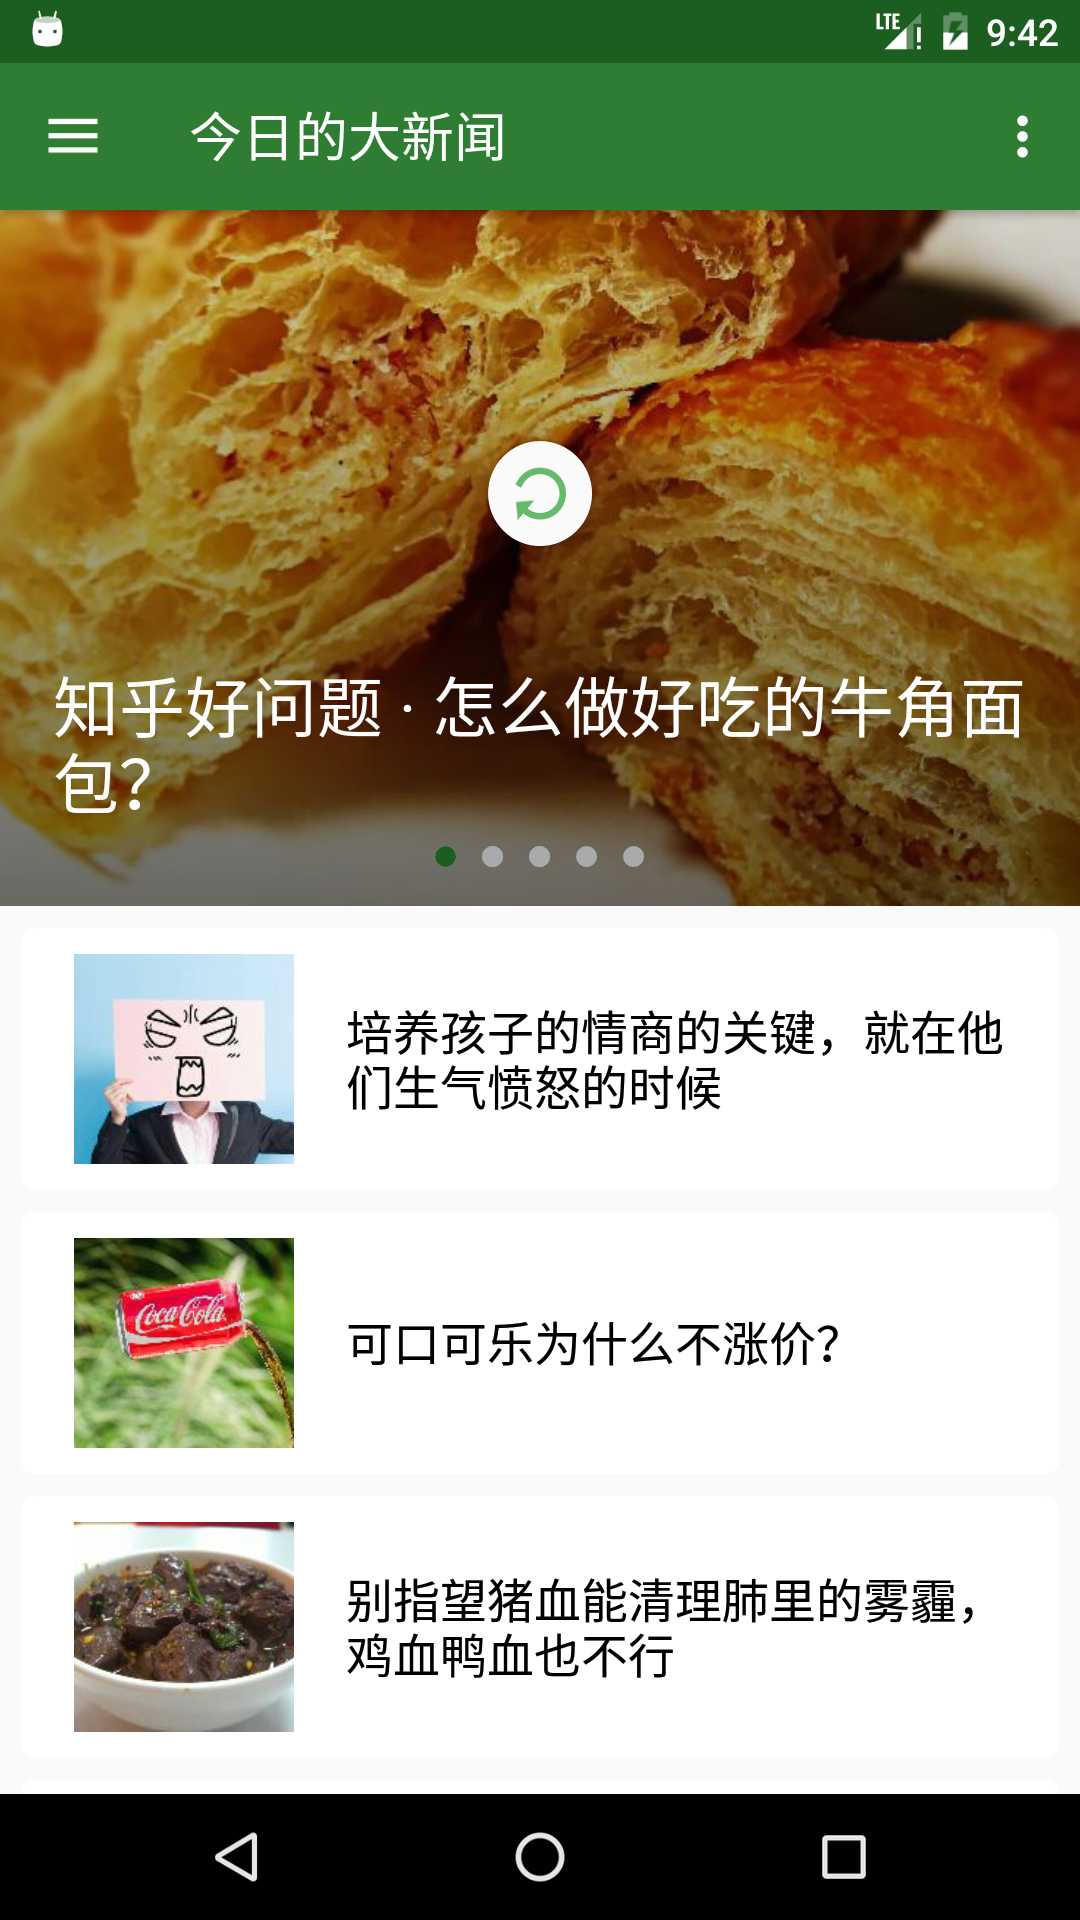 LTE 9:42
今日的大新闻
知乎好问题 · 怎么做好吃的牛角面
包？
培养孩子的情商的关键，就在他
们生气愤怒的时候
Coca-Cola
可口可乐为什么不涨价？
别指望猪血能清理肺里的雾霾，
鸡血鸭血也不行